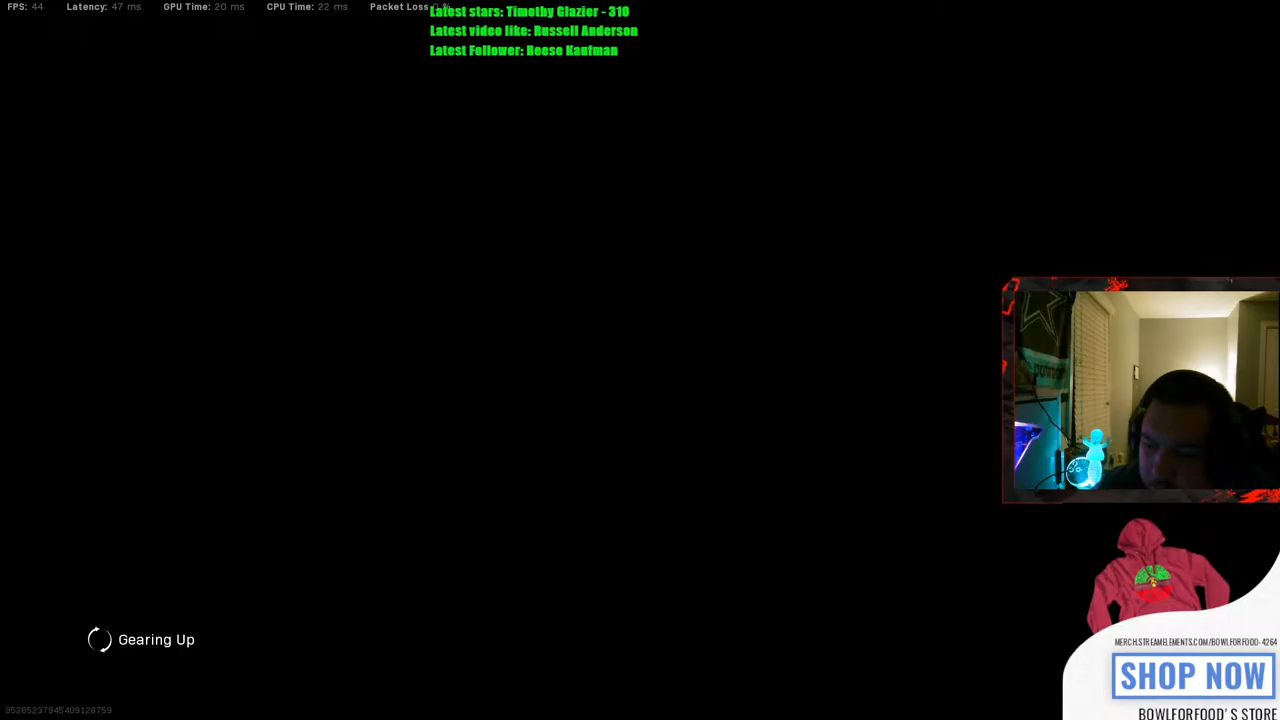 FPS: 44 Latency: 47 ms GPU Time: 20 ms CPU Time: 22 ms Packet Loss
Latest stars: Timothy Glazier - 310
Latest video like: Russell Anderson
Latest Follower: Reese Kaufman
Gearing Up
MERCH.STREAMELEMENTS.COM/BOWLFORFOOD-4264
SHOP NOW
BOWLFORFOOD'S STORE
95265237945409128759